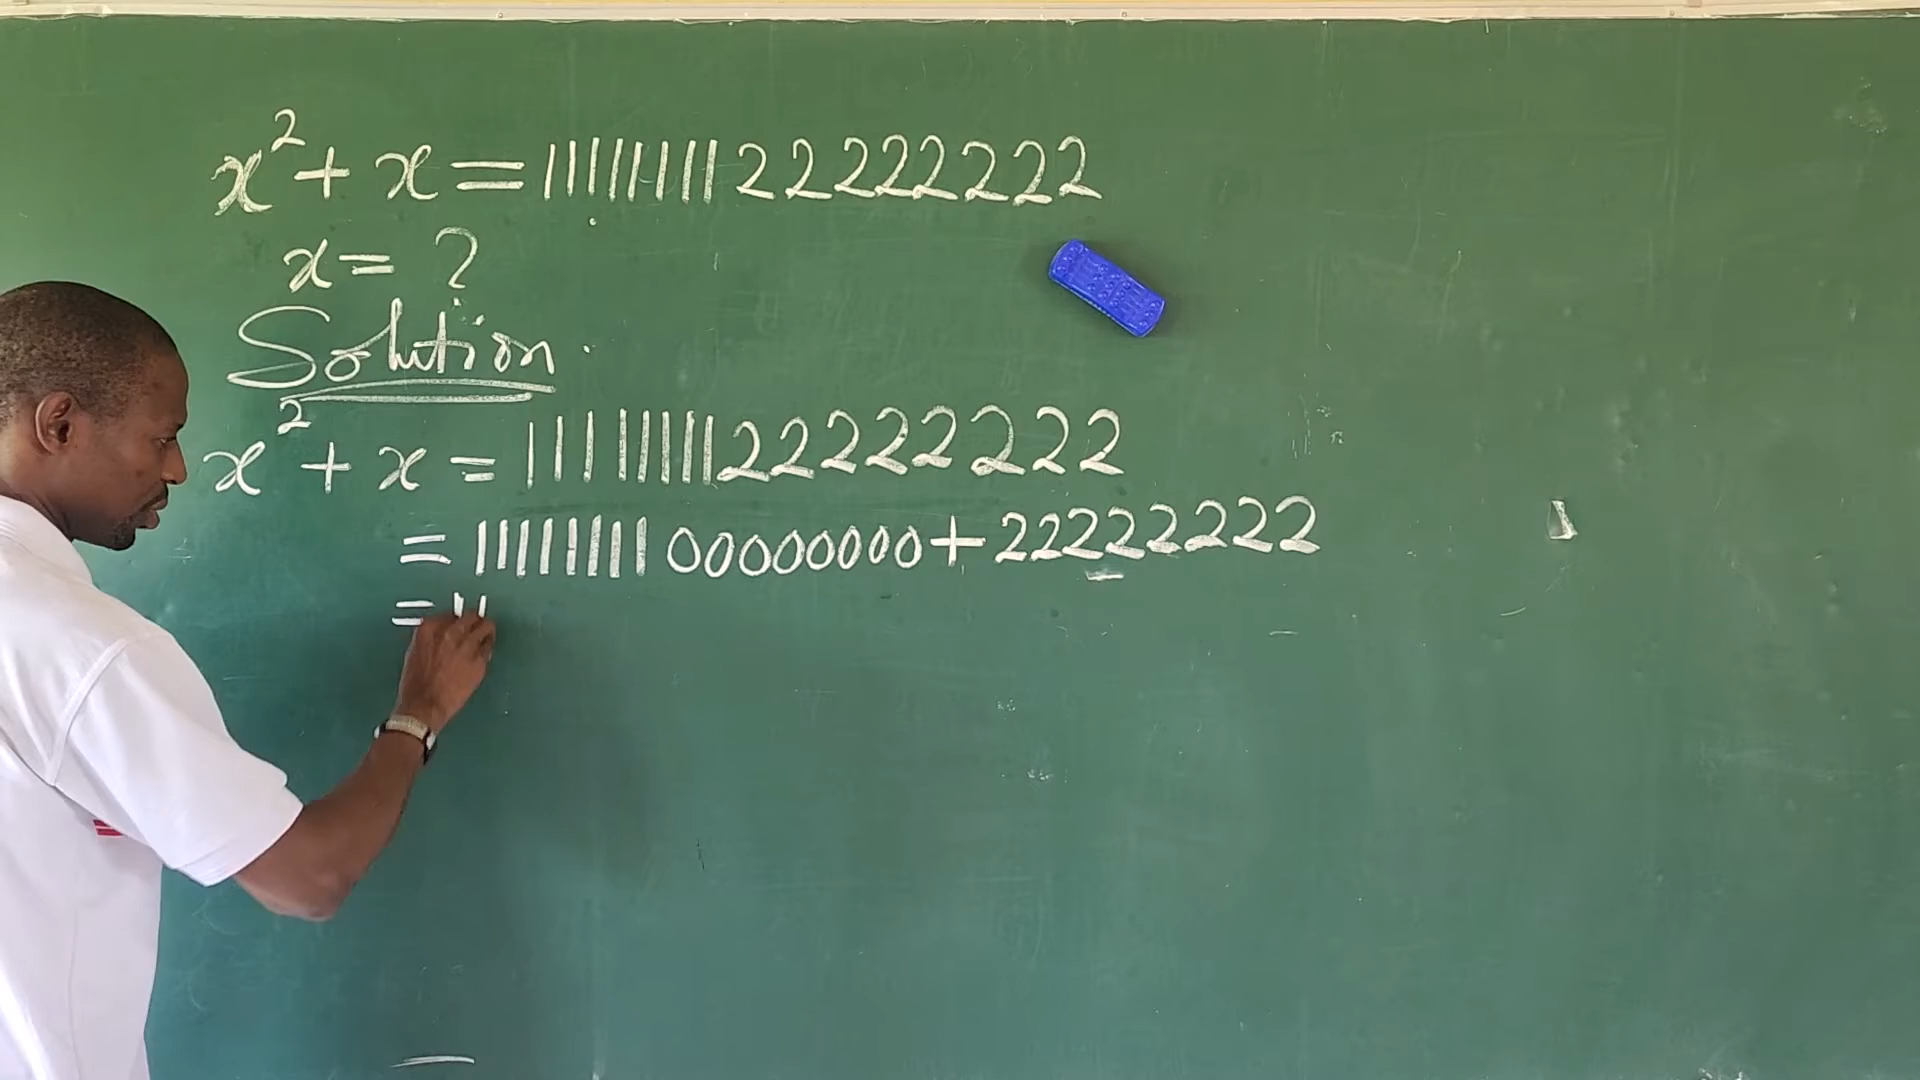 x² + x = 1111111122222222
x = ?
Solution.
x² + x = 1111111122222222
= 1111111100000000 + 22222222
= 11